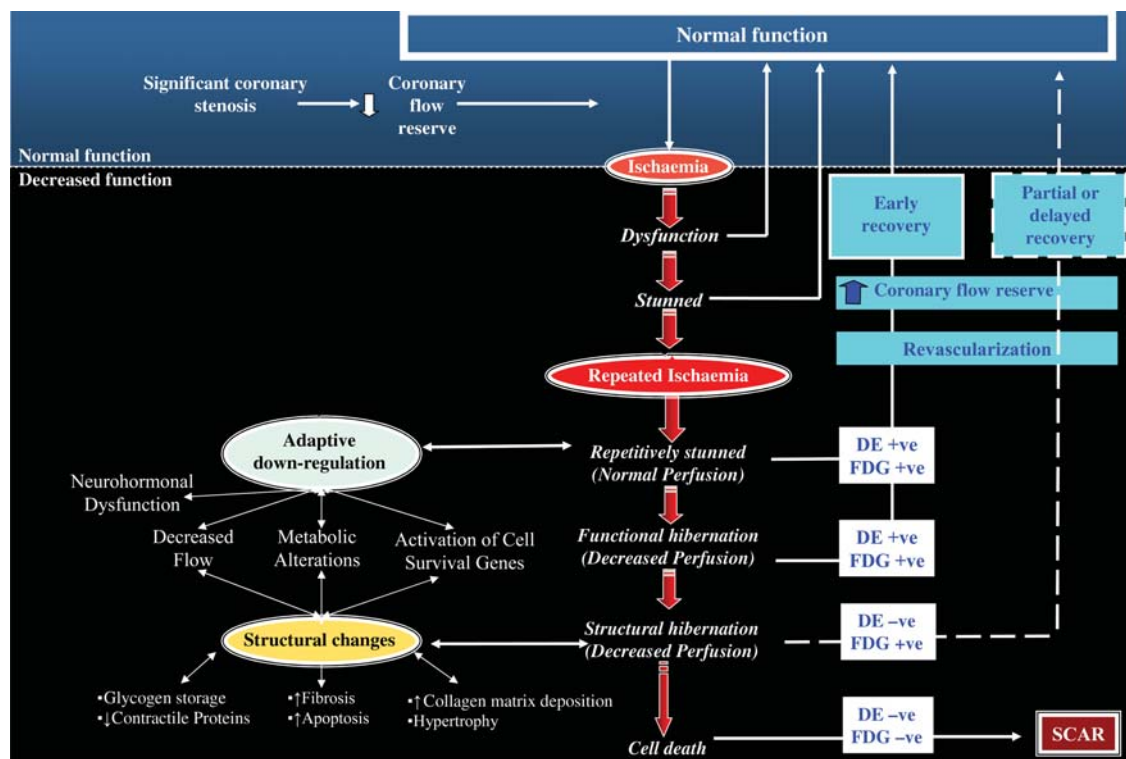 Normal function
Significant coronary
stenosis
Coronary
flow
reserve
Normal function
Decreased function
Ischaemia
Dysfunction
Stunned
Repeated Ischaemia
Early
recovery
Partial or
delayed
recovery
Coronary flow reserve
Revascularization
Adaptive
down-regulation
Repetitively stunned
(Normal Perfusion)
DE +ve
FDG +ve
Neurohormonal
Dysfunction
Decreased
Flow
Metabolic
Alterations
Activation of Cell
Survival Genes
Functional hibernation
(Decreased Perfusion)
DE +ve
FDG +ve
Structural changes
Structural hibernation
(Decreased Perfusion)
DE –ve
FDG +ve
▪Glycogen storage
▪↓Contractile Proteins
▪↑Fibrosis
▪↑Apoptosis
▪↑Collagen matrix deposition
▪Hypertrophy
Cell death
DE –ve
FDG –ve
SCAR